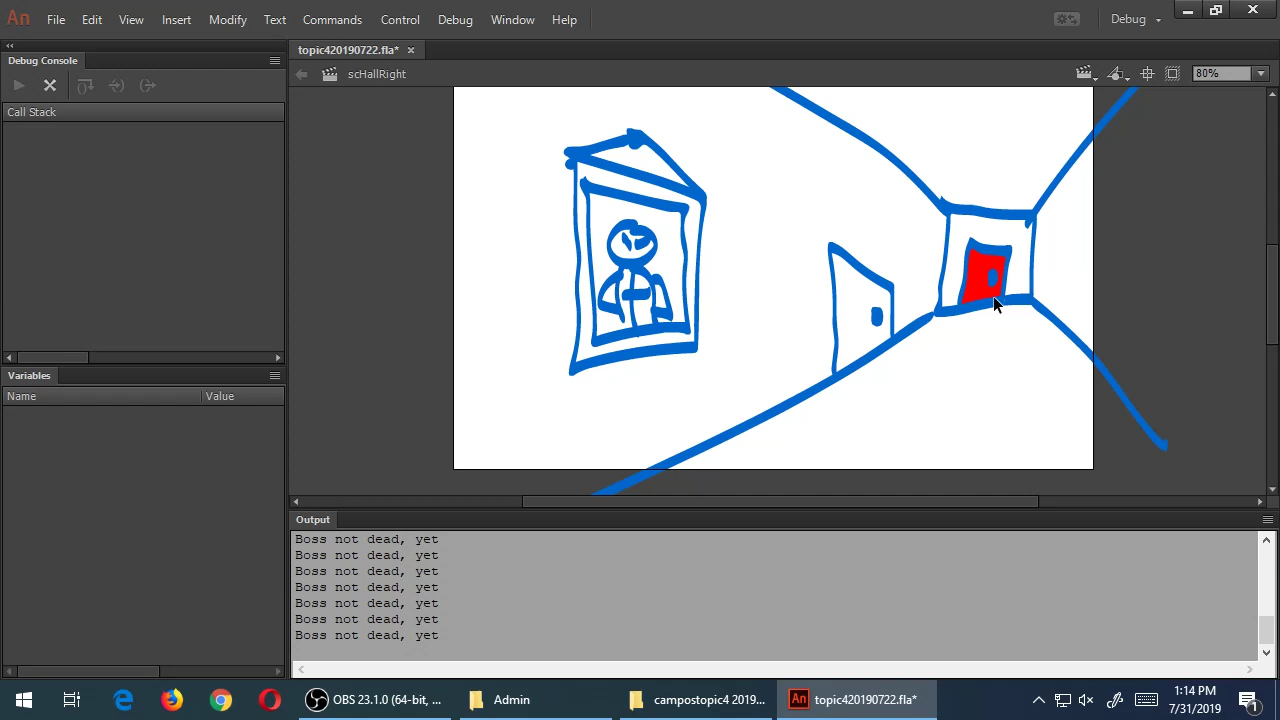 An File Edit View Insert Modify Text Commands Control Debug Window Help Debug
Debug Console
topic420190722.fla*
scHallRight 80%
Call Stack
Variables
Name Value
Output
Boss not dead, yet
Boss not dead, yet
Boss not dead, yet
Boss not dead, yet
Boss not dead, yet
Boss not dead, yet
Boss not dead, yet
OBS 23.1.0 (64-bit, ... Admin campostopic4 2019... An topic420190722.fla*
1:14 PM
7/31/2019
1